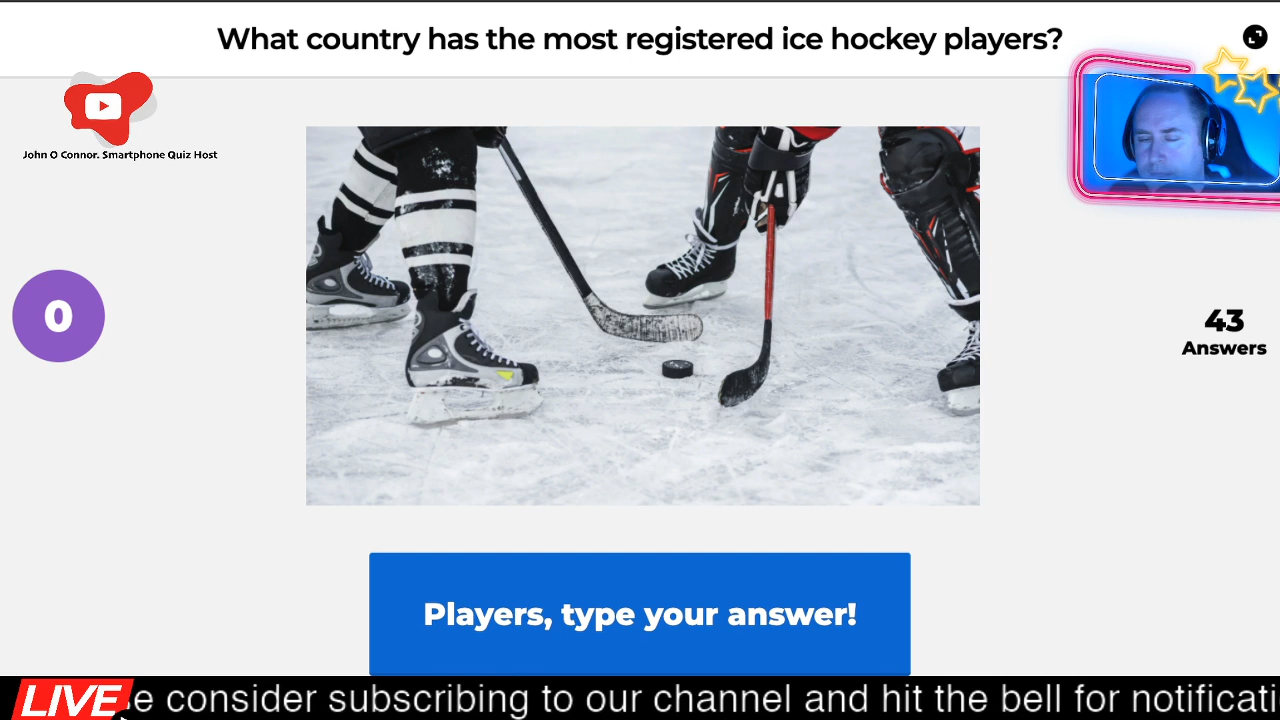 What country has the most registered ice hockey players?
John O Connor. Smartphone Quiz Host
0
43
Answers
Players, type your answer!
LIVE
e consider subscribing to our channel and hit the bell for notificati